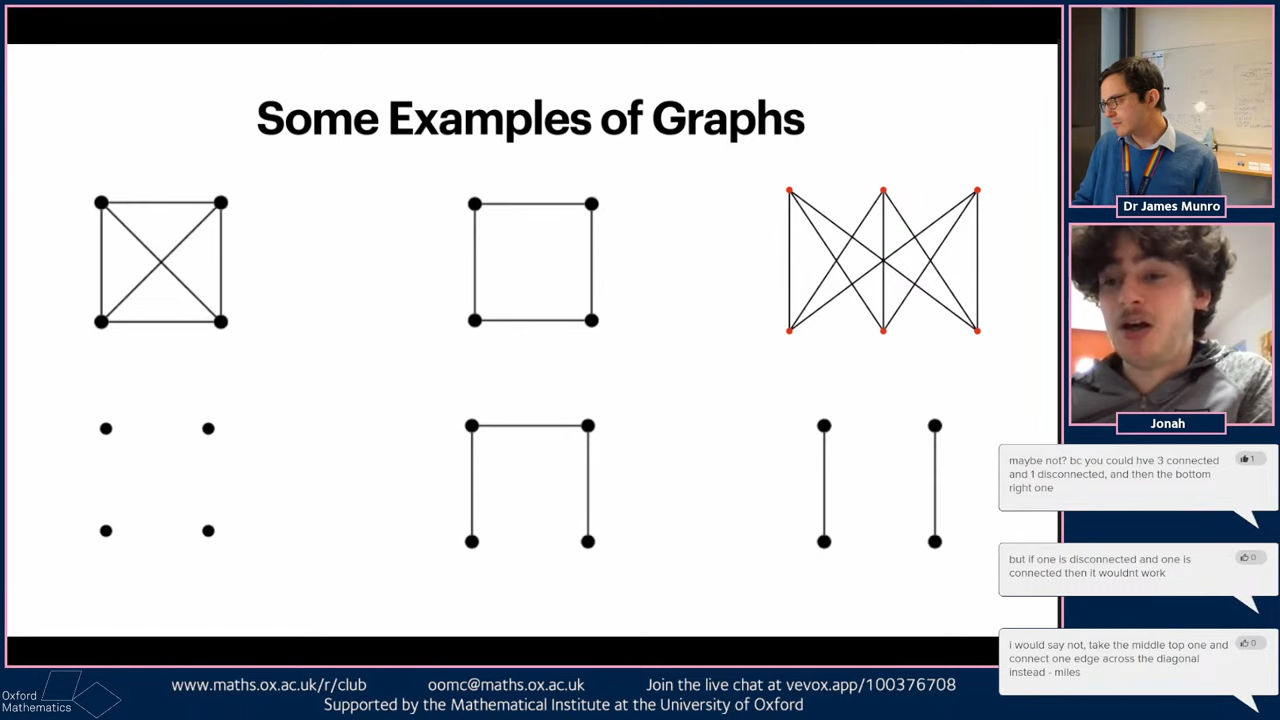 Some Examples of Graphs
Dr James Munro
Jonah
maybe not? bc you could hve 3 connected
and 1 disconnected, and then the bottom
right one
1
but if one is disconnected and one is
connected then it wouldnt work
0
i would say not, take the middle top one and
connect one edge across the diagonal
instead - miles
0
Oxford
Mathematics
www.maths.ox.ac.uk/r/club
oomc@maths.ox.ac.uk
Join the live chat at vevox.app/100376708
Supported by the Mathematical Institute at the University of Oxford